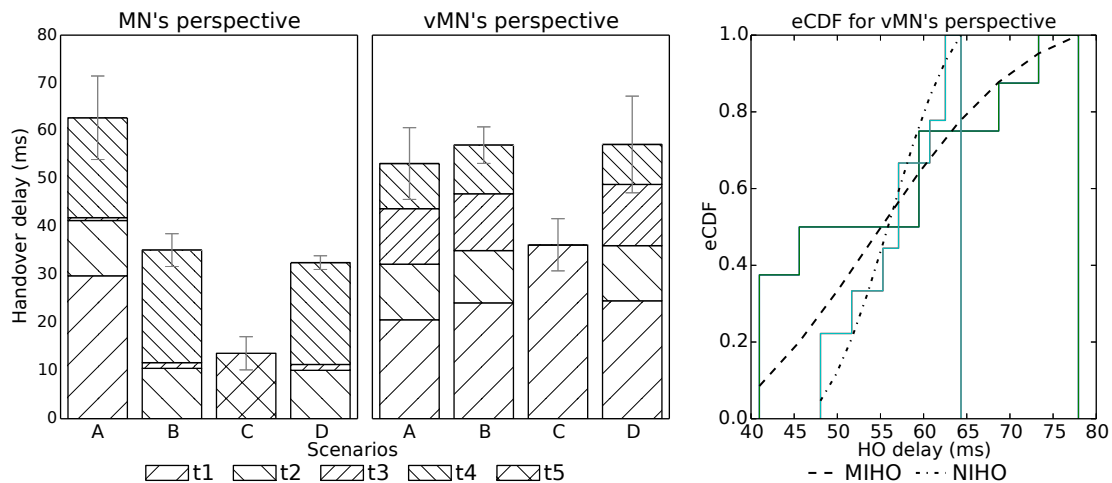 MN's perspective
vMN's perspective
eCDF for vMN's perspective
Handover delay (ms)
80
70
60
50
40
30
20
10
0
A B C D
A B C D
Scenarios
t1 t2 t3 t4 t5
eCDF
1.0
0.8
0.6
0.4
0.2
0.0
40 45 50 55 60 65 70 75 80
HO delay (ms)
MIHO NIHO